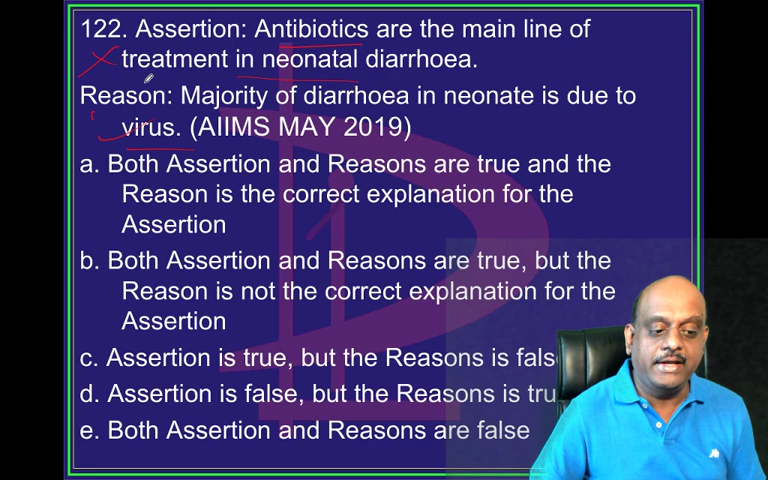 122. Assertion: Antibiotics are the main line of
treatment in neonatal diarrhoea.
Reason: Majority of diarrhoea in neonate is due to
virus. (AIIMS MAY 2019)
a. Both Assertion and Reasons are true and the
Reason is the correct explanation for the
Assertion
b. Both Assertion and Reasons are true, but the
Reason is not the correct explanation for the
Assertion
c. Assertion is true, but the Reasons is fals
d. Assertion is false, but the Reasons is tru
e. Both Assertion and Reasons are false